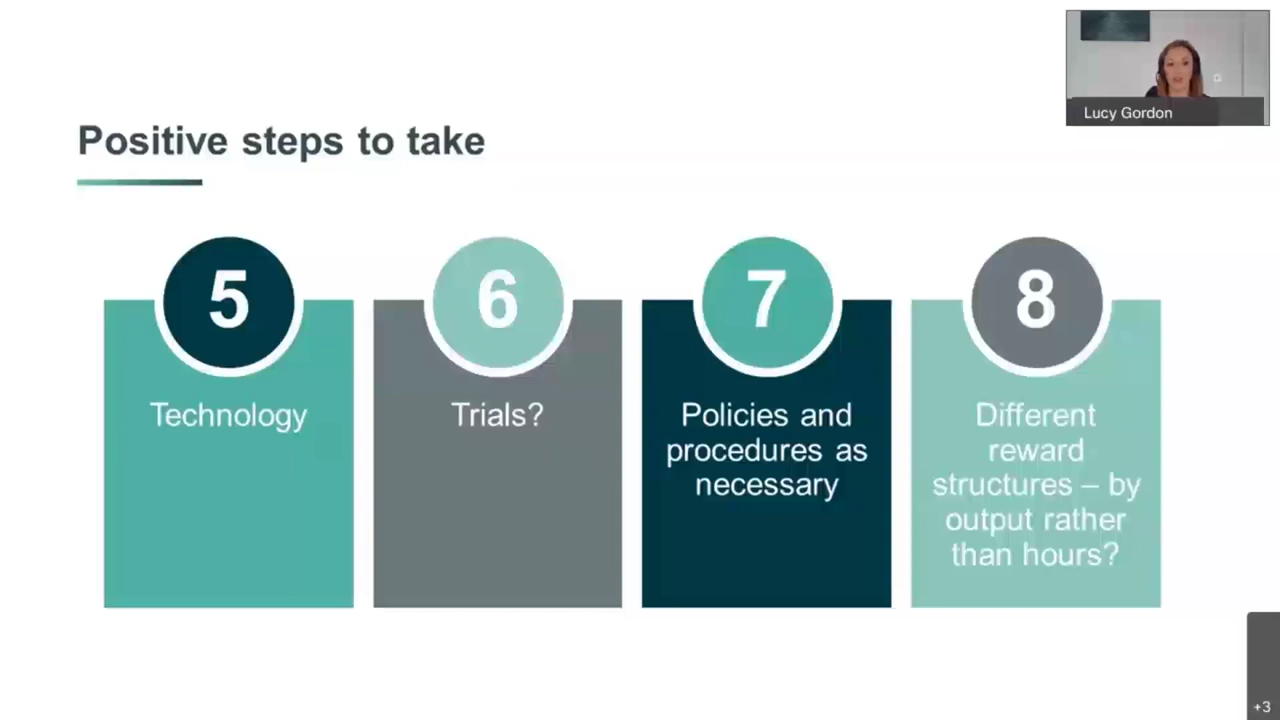 Lucy Gordon
Positive steps to take
5
Technology
6
Trials?
7
Policies and
procedures as
necessary
8
Different
reward
structures – by
output rather
than hours?
+3